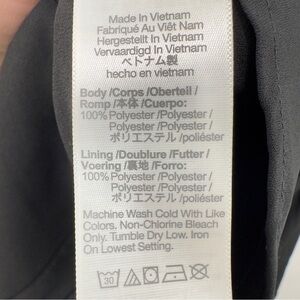 Made In Vietnam
Fabriqué Au Viêt Nam
Hergestellt In Vietnam
Vervaardigd In Vietnam
ベトナム製
hecho en vietnam
Body /Corps /Oberteil /
Romp /本体 /Cuerpo:
100% Polyester /Polyester /
Polyester /Polyester /
ポリエステル /poliéster
Lining /Doublure /Futter /
Voering /裏地 /Forro:
100% Polyester /Polyester /
Polyester /Polyester /
ポリエステル /poliéster
Machine Wash Cold With Like
Colors. Non-Chlorine Bleach
Only. Tumble Dry Low. Iron
On Lowest Setting.
30